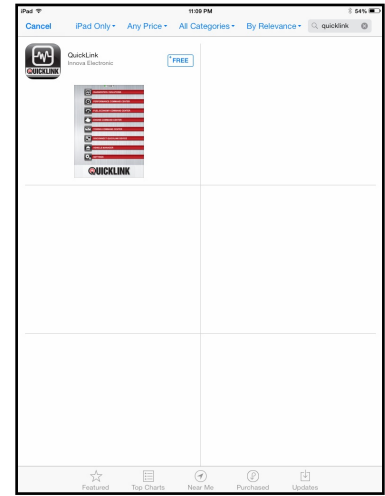 iPad 11:09 PM 54%
Cancel iPad Only All Categories Any Price By Relevance quicklink
QuickLink
Innova Electronic
+FREE
QUICKLINK
QUICKLINK
Featured Top Charts Near Me Purchased Updates